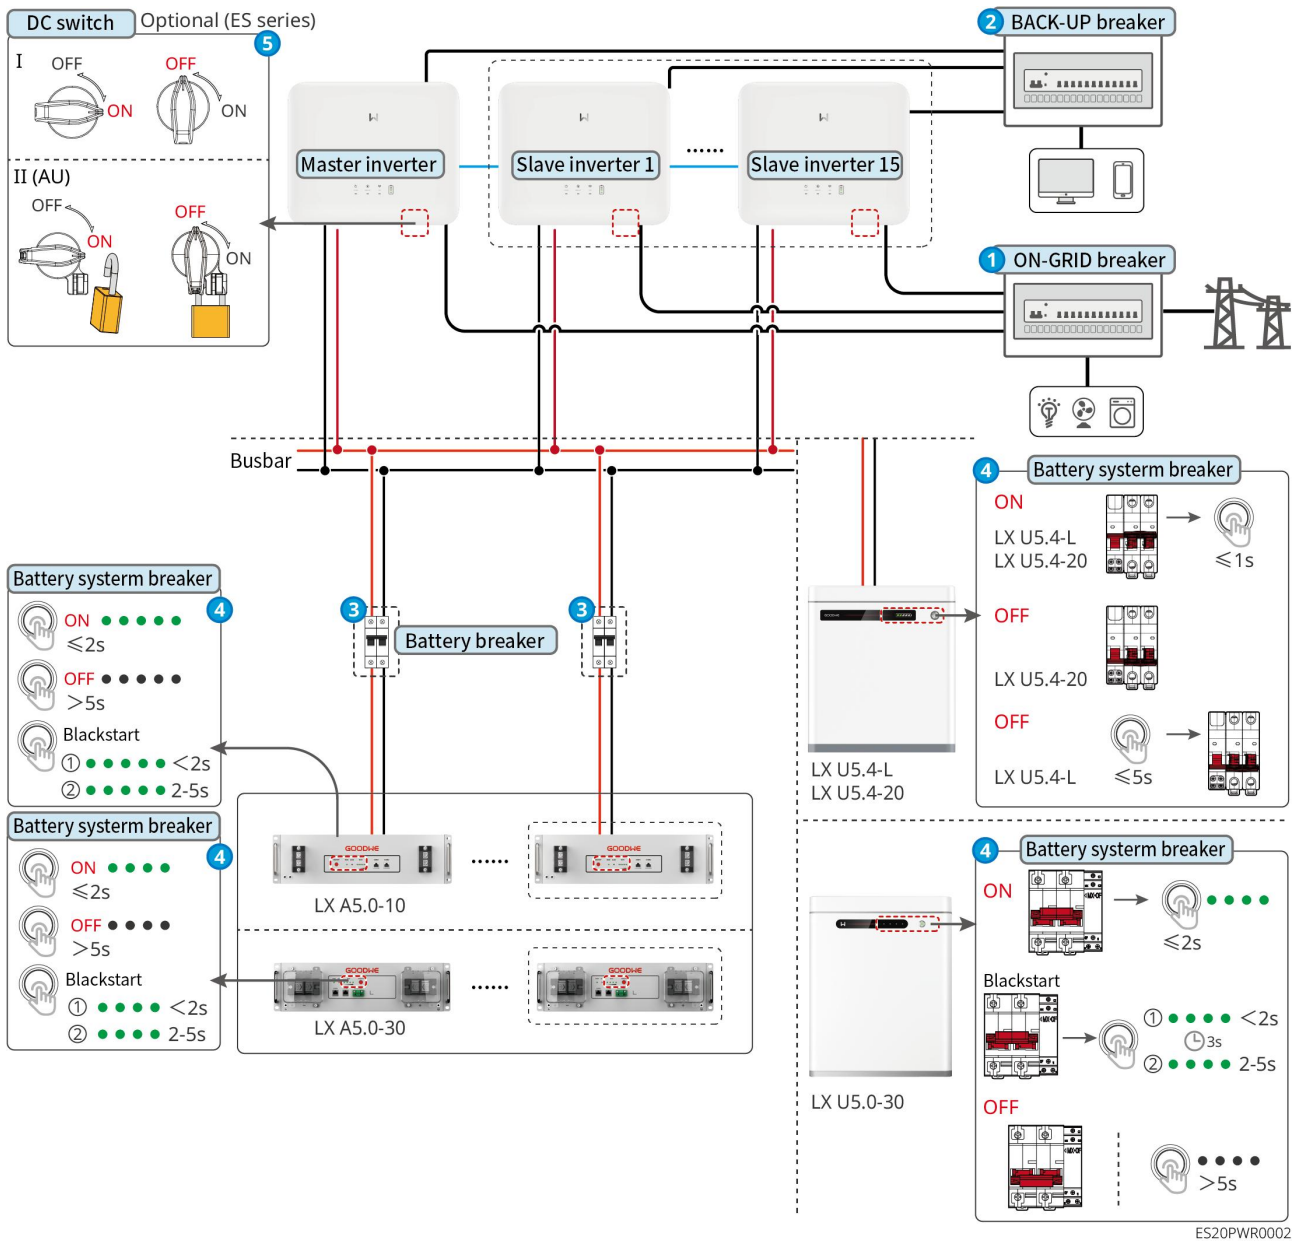 DC switch Optional (ES series)
5
I
OFF
ON
OFF
ON
II (AU)
OFF
ON
OFF
ON
2 BACK-UP breaker
Master inverter
Slave inverter 1
......
Slave inverter 15
1 ON-GRID breaker
Busbar
4 Battery systerm breaker
ON
LX U5.4-L
LX U5.4-20
≤1s
OFF
LX U5.4-20
OFF
LX U5.4-L
≤5s
LX U5.4-L
LX U5.4-20
3
Battery breaker
3
Battery systerm breaker
4
ON
≤2s
OFF
>5s
Blackstart
① <2s
② 2-5s
Battery systerm breaker
4
ON
≤2s
OFF
>5s
Blackstart
① <2s
② 2-5s
GOODWE
......
GOODWE
LX A5.0-10
GOODWE
......
GOODWE
LX A5.0-30
4 Battery systerm breaker
ON
≤2s
Blackstart
① <2s
3s
② 2-5s
OFF
>5s
LX U5.0-30
ES20PWR0002